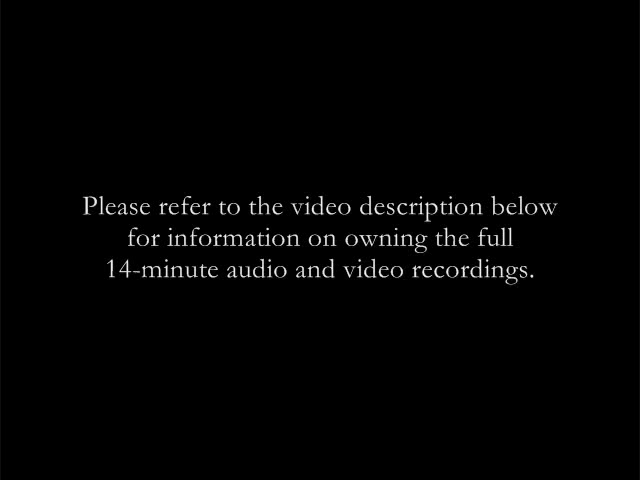 Please refer to the video description below
for information on owning the full
14-minute audio and video recordings.